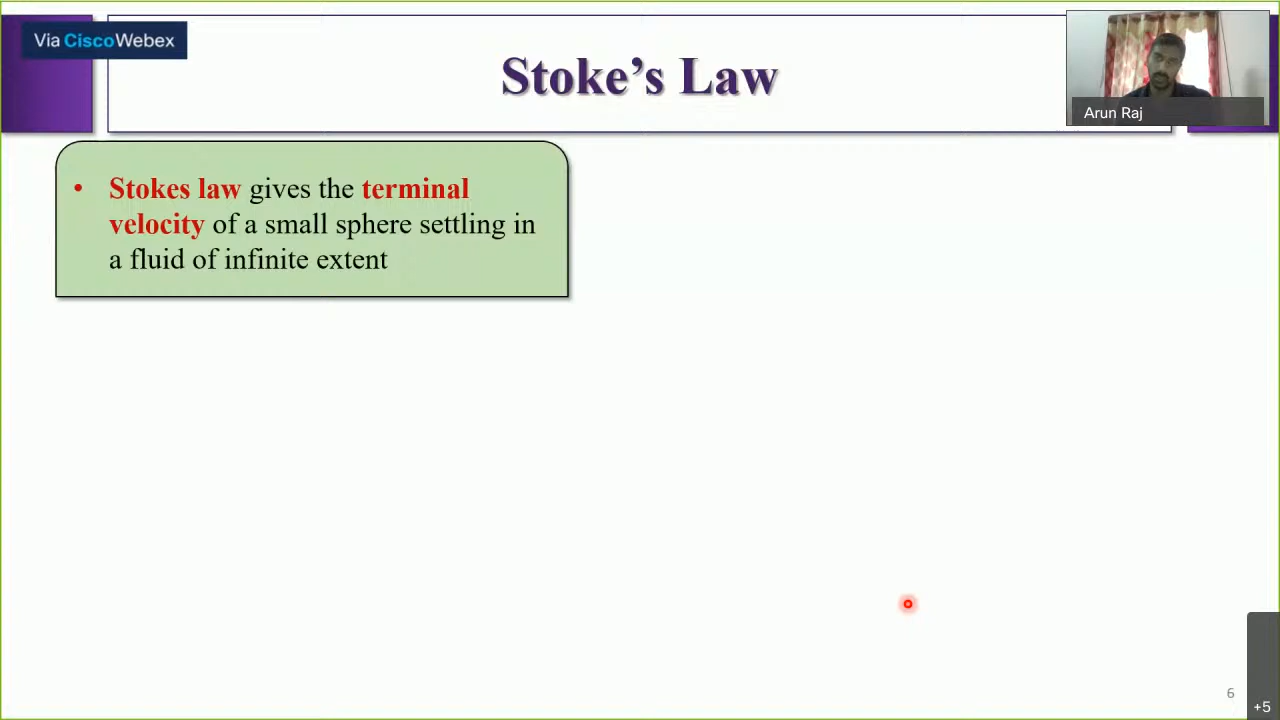 Via CiscoWebex
Stoke's Law
Arun Raj
• Stokes law gives the terminal
velocity of a small sphere settling in
a fluid of infinite extent
6
+5